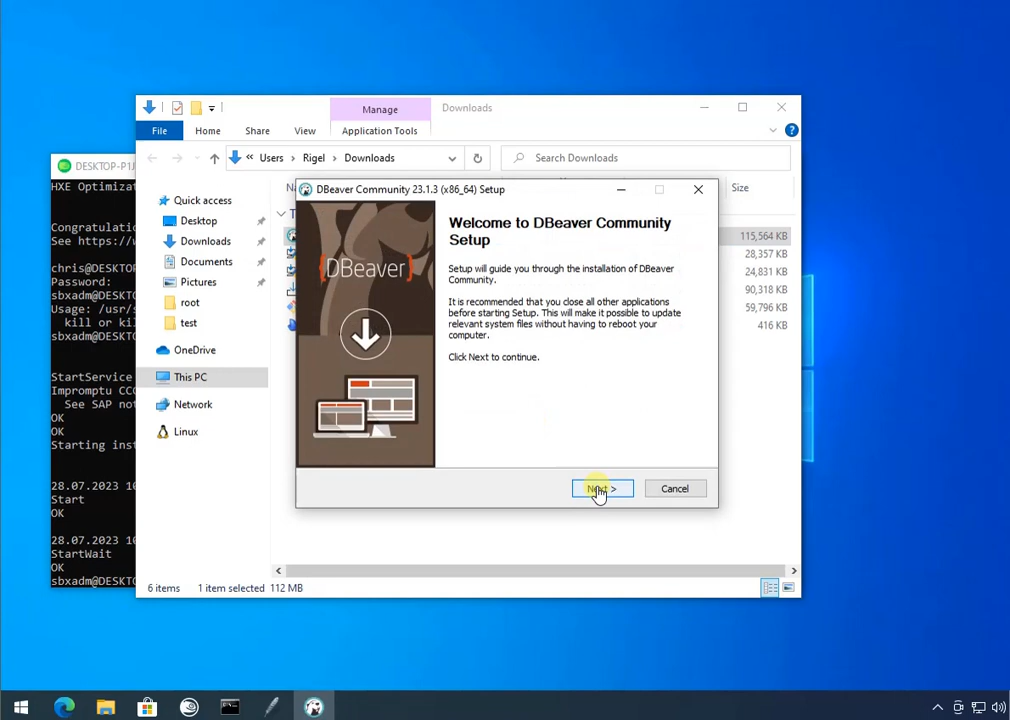 Manage
Downloads
File
Home
Share
View
Application Tools
« Users
Rigel
Downloads
Search Downloads
DESKTOP-P1J
HXE Optimizat
Congratulatio
See https://w
chris@DESKTO
Password:
sbxadm@DESKT
Usage: /usr/s
kill or kil
sbxadm@DESKT
StartService
Impromptu CCC
See SAP not
OK
OK
Starting inst
28.07.2023 10
Start
OK
28.07.2023 10
StartWait
OK
sbxadm@DESKTO
Quick access
Desktop
Downloads
Documents
Pictures
root
test
OneDrive
This PC
Network
Linux
Size
115,564 KB
28,357 KB
24,831 KB
90,318 KB
59,796 KB
416 KB
DBeaver Community 23.1.3 (x86_64) Setup
{DBeaver}
Welcome to DBeaver Community
Setup
Setup will guide you through the installation of DBeaver
Community.
It is recommended that you close all other applications
before starting Setup. This will make it possible to update
relevant system files without having to reboot your
computer.
Click Next to continue.
Next >
Cancel
6 items
1 item selected 112 MB